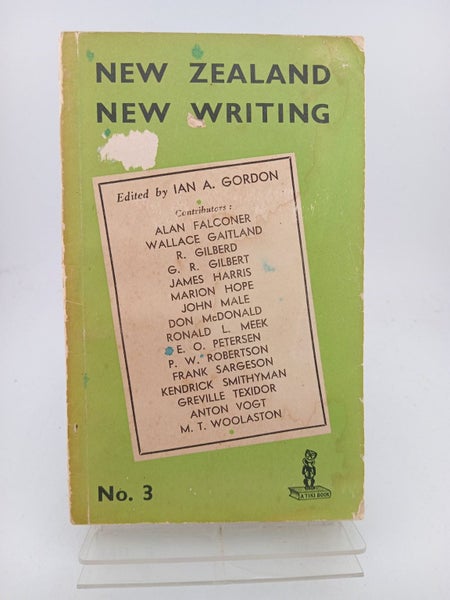 NEW ZEALAND
NEW WRITING
Edited by IAN A. GORDON
Contributors:
ALAN FALCONER
WALLACE GAITLAND
R. GILBERD
G. R. GILBERT
JAMES HARRIS
MARION HOPE
JOHN MALE
DON McDONALD
RONALD L. MEEK
E. O. PETERSEN
P. W. ROBERTSON
FRANK SARGESON
KENDRICK SMITHYMAN
GREVILLE TEXIDOR
ANTON VOGT
M. T. WOOLASTON
No. 3
A TIKI BOOK